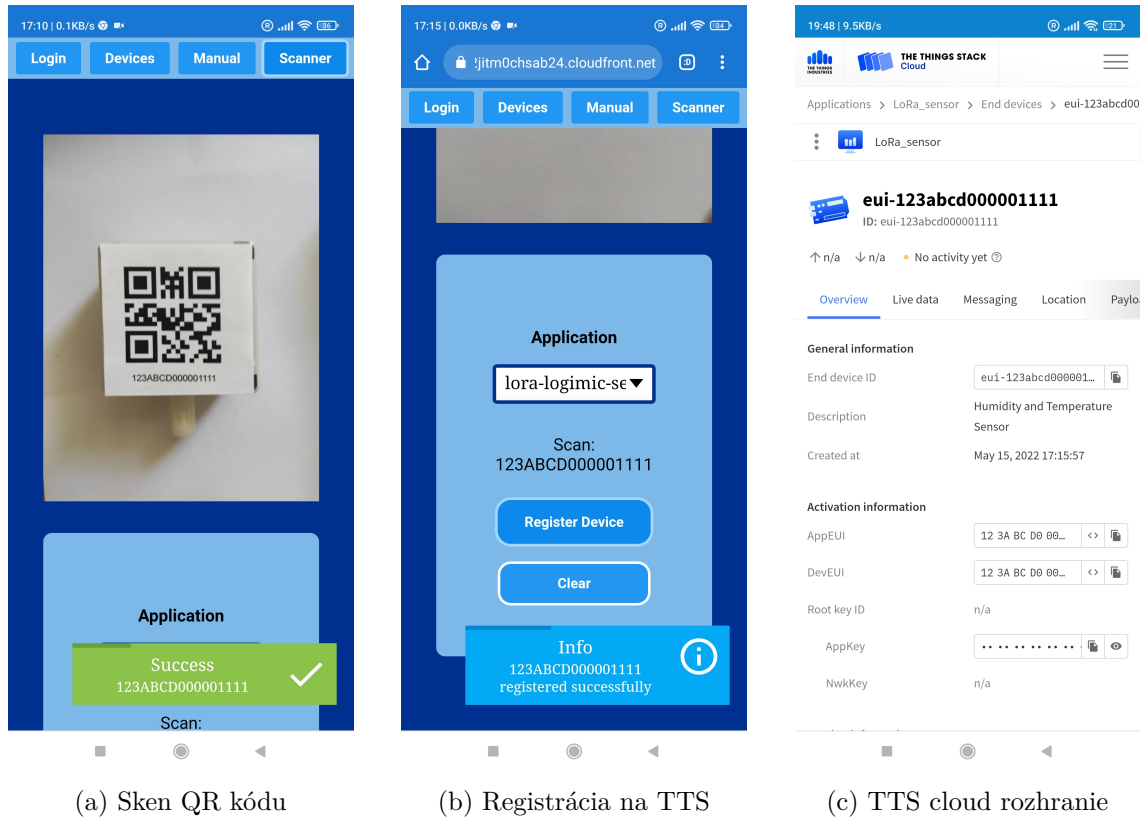 17:10 | 0.1KB/s
36
Login
Devices
Manual
Scanner
123ABCD000001111
Application
Success
123ABCD000001111
Scan:
(a) Sken QR kódu
17:15 | 0.0KB/s
34
!jitm0chsab24.cloudfront.net
:D
Login
Devices
Manual
Scanner
Application
lora-logimic-se
Scan:
123ABCD000001111
Register Device
Clear
Info
123ABCD000001111
registered successfully
(b) Registrácia na TTS
19:48 | 9.5KB/s
21
THE THINGS
INDUSTRIES
THE THINGS STACK
Cloud
Applications > LoRa_sensor > End devices > eui-123abcd00
LoRa_sensor
eui-123abcd000001111
ID: eui-123abcd000001111
↑ n/a ↓ n/a • No activity yet
Overview
Live data
Messaging
Location
Paylo
General information
End device ID
eui-123abcd000001…
Description
Humidity and Temperature
Sensor
Created at
May 15, 2022 17:15:57
Activation information
AppEUI
12 3A BC D0 00…
<>
DevEUI
12 3A BC D0 00…
<>
Root key ID
n/a
AppKey
NwkKey
n/a
(c) TTS cloud rozhranie